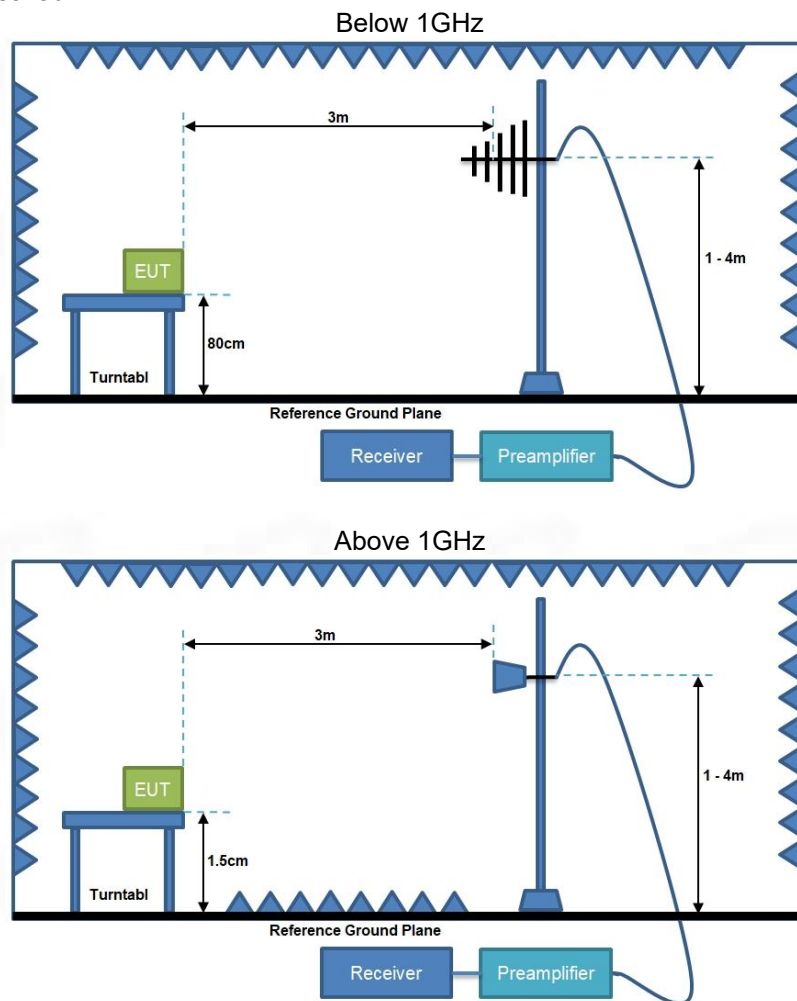 Below 1GHz
3m
EUT
1 - 4m
80cm
Turntabl
Reference Ground Plane
Receiver
Preamplifier
Above 1GHz
3m
EUT
1 - 4m
1.5cm
Turntabl
Reference Ground Plane
Receiver
Preamplifier